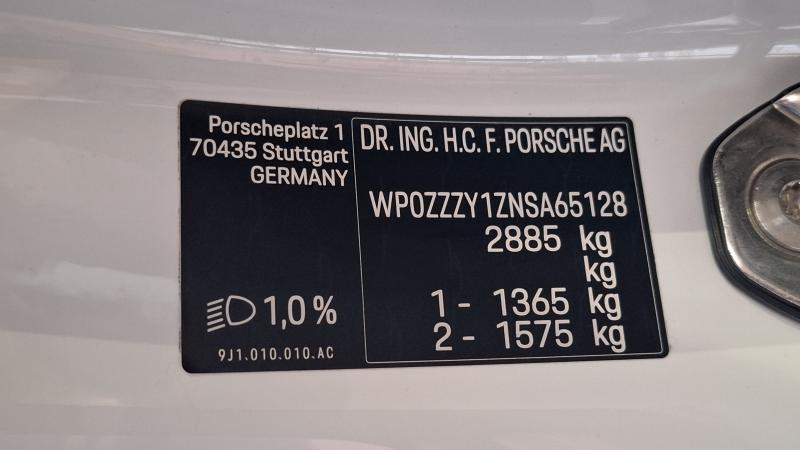 Porscheplatz 1
70435 Stuttgart
GERMANY
1,0 %
9J1.010.010.AC
DR. ING. H.C. F. PORSCHE AG
WP0ZZZY1ZNSA65128
2885 kg
kg
1 - 1365 kg
2 - 1575 kg